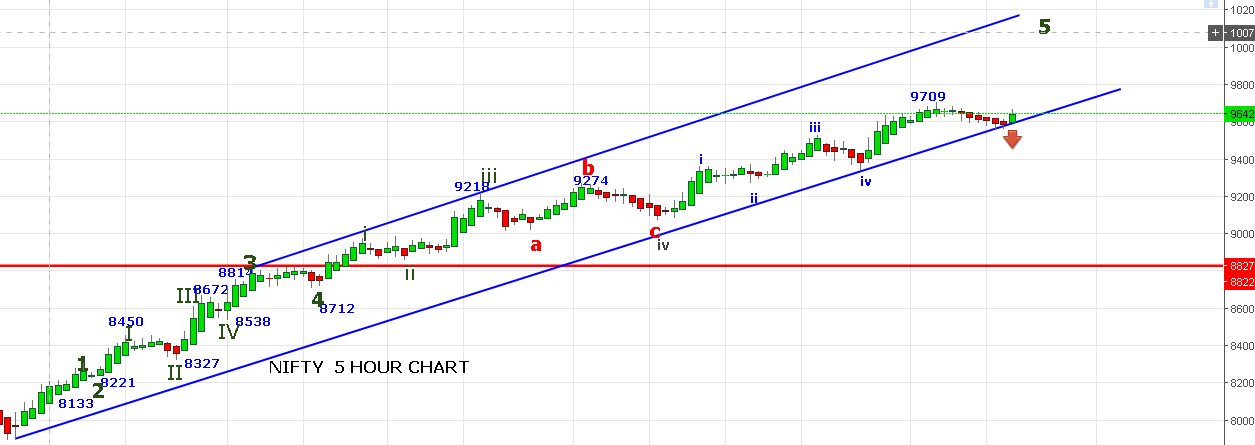 1020
5
+ 1007
1000
9709
9800
9642
9600
iii
i
9400
b
iii
9274
9218
iv
ii
9200
i
a
c
iv
9000
3
8814
8827
II
8822
III
8672
4
8712
8600
8450
I
IV
8538
8400
1
8327
II
NIFTY 5 HOUR CHART
2
8221
8200
8133
8000